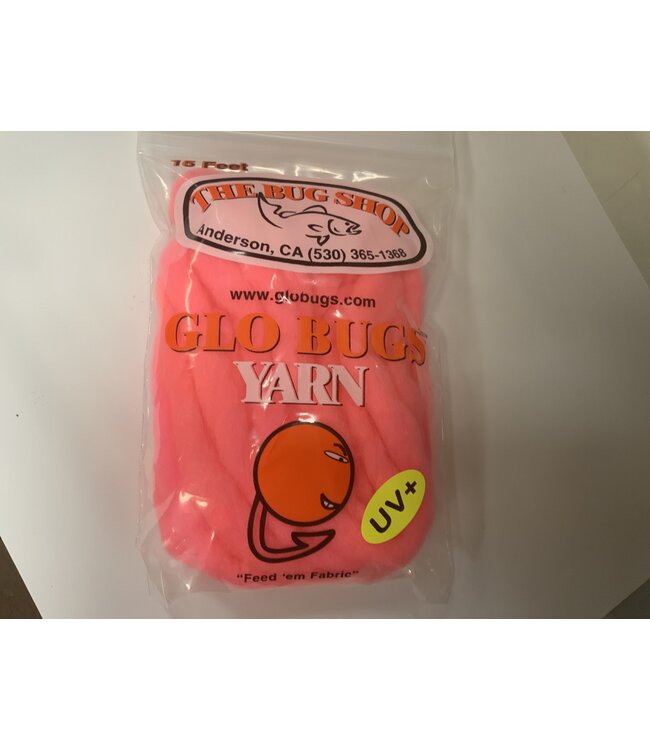 15 Feet
THE BUG SHOP
Anderson, CA (530) 365-1368
www.globugs.com
GLO BUGS
YARN
UV+
"Feed 'em Fabric"